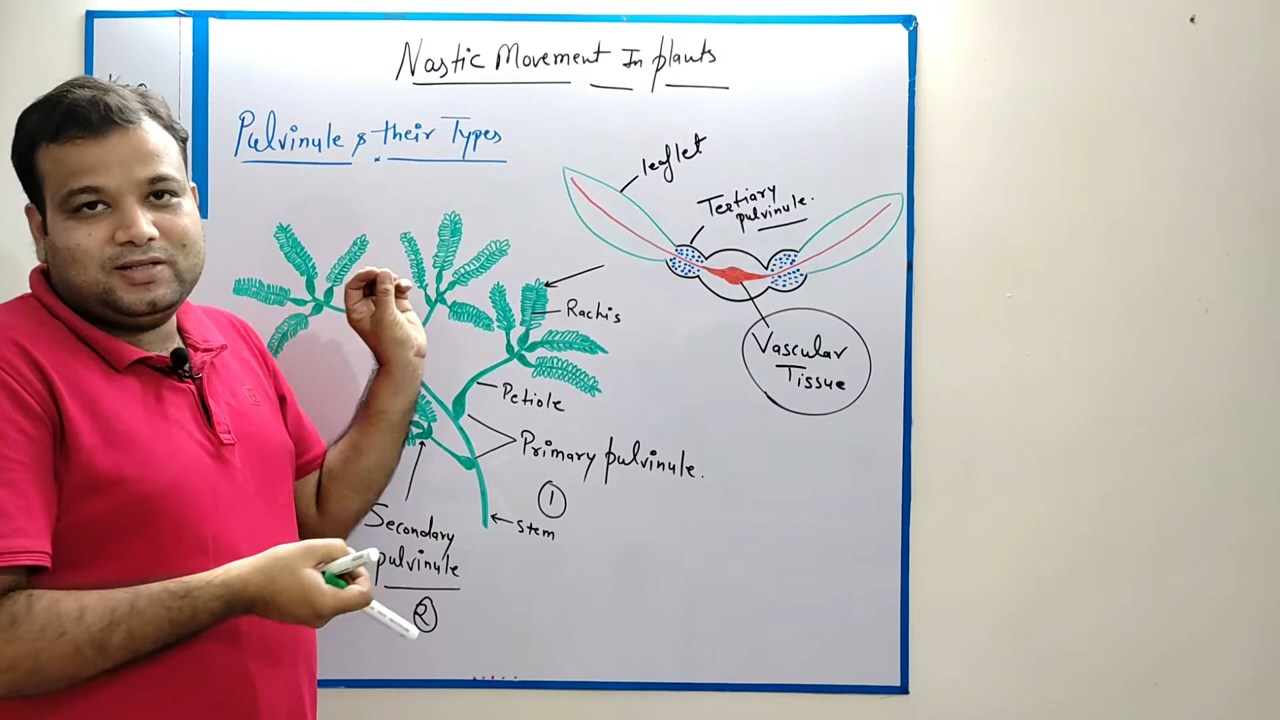 Nastic Movement In plants
Pulvinule & their Types
leaflet
Tertiary
pulvinule.
Rachis
Vascular
Tissue
Petiole
Primary pulvinule.
1
stem
Secondary
pulvinule
2